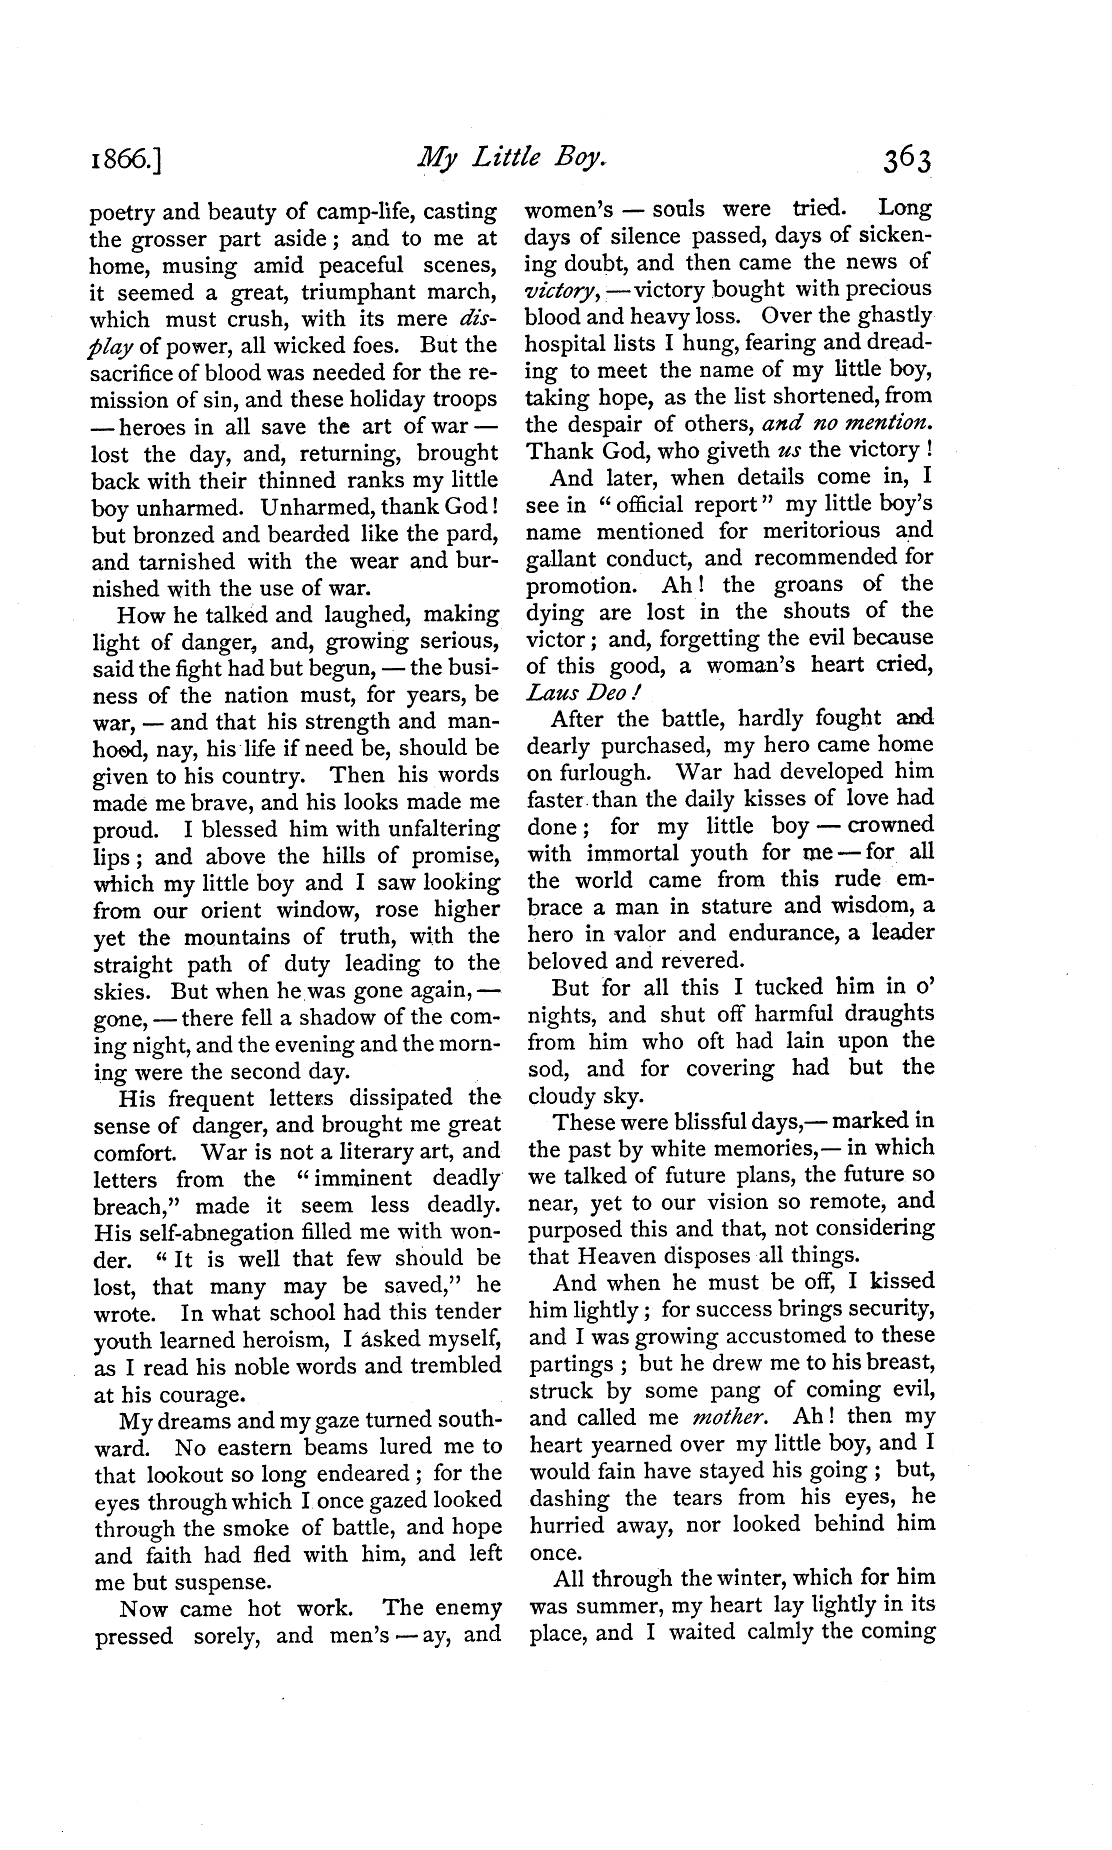 1866.] My Little Boy. 363
poetry and beauty of camp-life, casting
the grosser part aside ; and to me at
home, musing amid peaceful scenes,
it seemed a great, triumphant march,
which must crush, with its mere dis-
play of power, all wicked foes. But the
sacrifice of blood was needed for the re-
mission of sin, and these holiday troops
— heroes in all save the art of war —
lost the day, and, returning, brought
back with their thinned ranks my little
boy unharmed. Unharmed, thank God !
but bronzed and bearded like the pard,
and tarnished with the wear and bur-
nished with the use of war.
How he talked and laughed, making
light of danger, and, growing serious,
said the fight had but begun, — the busi-
ness of the nation must, for years, be
war, — and that his strength and man-
hood, nay, his life if need be, should be
given to his country. Then his words
made me brave, and his looks made me
proud. I blessed him with unfaltering
lips ; and above the hills of promise,
which my little boy and I saw looking
from our orient window, rose higher
yet the mountains of truth, with the
straight path of duty leading to the
skies. But when he was gone again, —
gone, — there fell a shadow of the com-
ing night, and the evening and the morn-
ing were the second day.
His frequent letters dissipated the
sense of danger, and brought me great
comfort. War is not a literary art, and
letters from the “ imminent deadly
breach,” made it seem less deadly.
His self-abnegation filled me with won-
der. “ It is well that few should be
lost, that many may be saved,” he
wrote. In what school had this tender
youth learned heroism, I asked myself,
as I read his noble words and trembled
at his courage.
My dreams and my gaze turned south-
ward. No eastern beams lured me to
that lookout so long endeared ; for the
eyes through which I once gazed looked
through the smoke of battle, and hope
and faith had fled with him, and left
me but suspense.
Now came hot work. The enemy
pressed sorely, and men's — ay, and
women's — souls were tried. Long
days of silence passed, days of sicken-
ing doubt, and then came the news of
victory, — victory bought with precious
blood and heavy loss. Over the ghastly
hospital lists I hung, fearing and dread-
ing to meet the name of my little boy,
taking hope, as the list shortened, from
the despair of others, and no mention.
Thank God, who giveth us the victory !
And later, when details come in, I
see in “ official report ” my little boy's
name mentioned for meritorious and
gallant conduct, and recommended for
promotion. Ah ! the groans of the
dying are lost in the shouts of the
victor ; and, forgetting the evil because
of this good, a woman's heart cried,
Laus Deo !
After the battle, hardly fought and
dearly purchased, my hero came home
on furlough. War had developed him
faster than the daily kisses of love had
done ; for my little boy — crowned
with immortal youth for me — for all
the world came from this rude em-
brace a man in stature and wisdom, a
hero in valor and endurance, a leader
beloved and revered.
But for all this I tucked him in o'
nights, and shut off harmful draughts
from him who oft had lain upon the
sod, and for covering had but the
cloudy sky.
These were blissful days,— marked in
the past by white memories,— in which
we talked of future plans, the future so
near, yet to our vision so remote, and
purposed this and that, not considering
that Heaven disposes all things.
And when he must be off, I kissed
him lightly ; for success brings security,
and I was growing accustomed to these
partings ; but he drew me to his breast,
struck by some pang of coming evil,
and called me mother. Ah ! then my
heart yearned over my little boy, and I
would fain have stayed his going ; but,
dashing the tears from his eyes, he
hurried away, nor looked behind him
once.
All through the winter, which for him
was summer, my heart lay lightly in its
place, and I waited calmly the coming